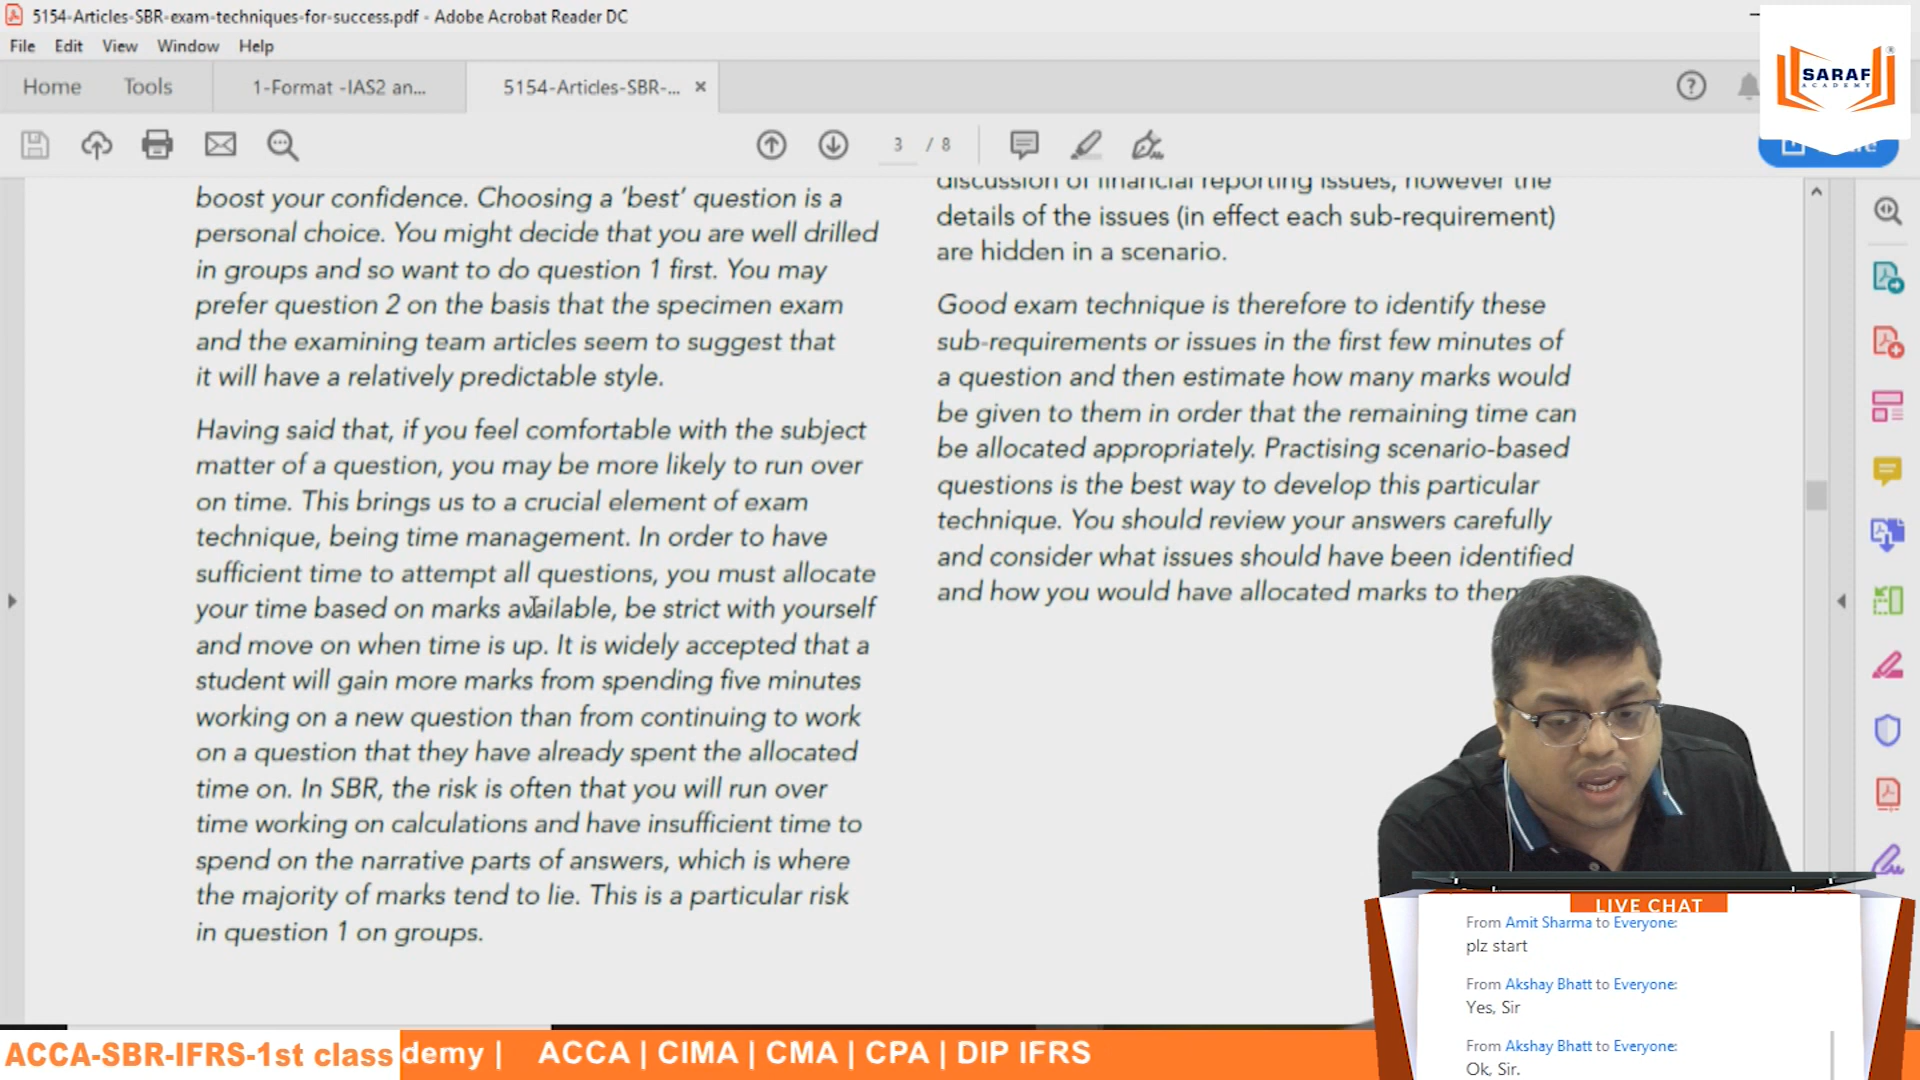 5154-Articles-SBR-exam-techniques-for-success.pdf - Adobe Acrobat Reader DC
File Edit View Window Help
Home Tools 1-Format -IAS2 an... 5154-Articles-SBR-... ×
3 / 8
SARAF
ACADEMY
boost your confidence. Choosing a ‘best’ question is a
personal choice. You might decide that you are well drilled
in groups and so want to do question 1 first. You may
prefer question 2 on the basis that the specimen exam
and the examining team articles seem to suggest that
it will have a relatively predictable style.
Having said that, if you feel comfortable with the subject
matter of a question, you may be more likely to run over
on time. This brings us to a crucial element of exam
technique, being time management. In order to have
sufficient time to attempt all questions, you must allocate
your time based on marks available, be strict with yourself
and move on when time is up. It is widely accepted that a
student will gain more marks from spending five minutes
working on a new question than from continuing to work
on a question that they have already spent the allocated
time on. In SBR, the risk is often that you will run over
time working on calculations and have insufficient time to
spend on the narrative parts of answers, which is where
the majority of marks tend to lie. This is a particular risk
in question 1 on groups.
discussion of financial reporting issues, however the
details of the issues (in effect each sub-requirement)
are hidden in a scenario.
Good exam technique is therefore to identify these
sub-requirements or issues in the first few minutes of
a question and then estimate how many marks would
be given to them in order that the remaining time can
be allocated appropriately. Practising scenario-based
questions is the best way to develop this particular
technique. You should review your answers carefully
and consider what issues should have been identified
and how you would have allocated marks to them
LIVE CHAT
From Amit Sharma to Everyone:
plz start
From Akshay Bhatt to Everyone:
Yes, Sir
From Akshay Bhatt to Everyone:
Ok, Sir.
ACCA-SBR-IFRS-1st class demy | ACCA | CIMA | CMA | CPA | DIP IFRS